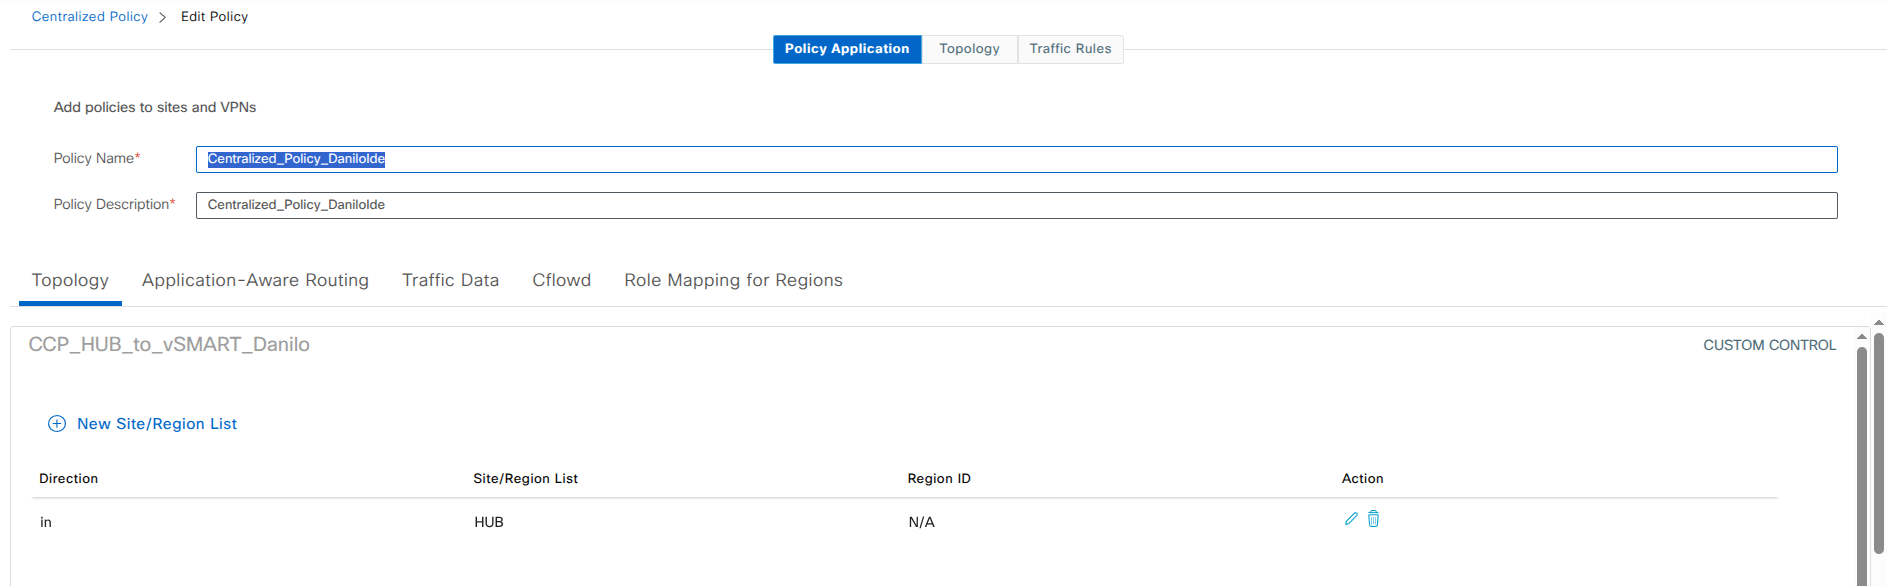 Centralized Policy > Edit Policy
Policy Application Topology Traffic Rules
Add policies to sites and VPNs
Policy Name* Centralized_Policy_Danilolde
Policy Description* Centralized_Policy_Danilolde
Topology Application-Aware Routing Traffic Data Cflowd Role Mapping for Regions
CCP_HUB_to_vSMART_Danilo CUSTOM CONTROL
New Site/Region List
Direction Site/Region List Region ID Action
in HUB N/A